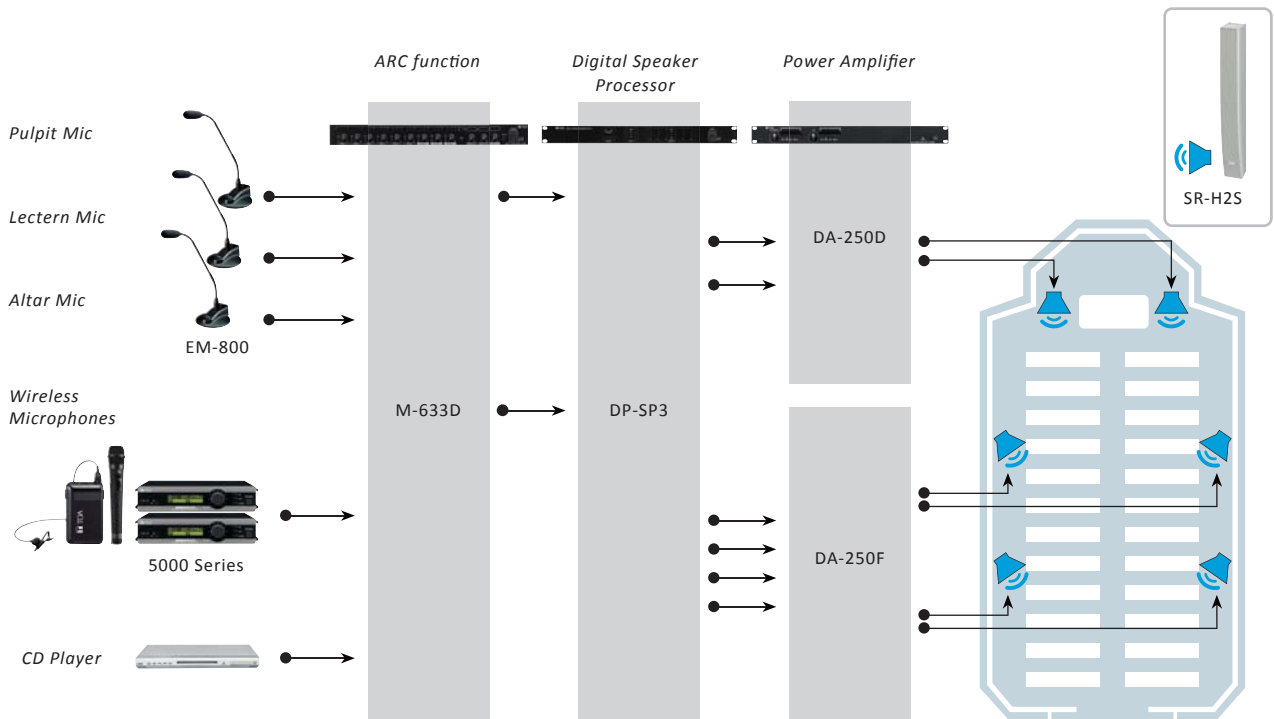 ARC function
Digital Speaker
Processor
Power Amplifier
SR-H2S
Pulpit Mic
Lectern Mic
Altar Mic
EM-800
Wireless
Microphones
5000 Series
CD Player
M-633D
DP-SP3
DA-250D
DA-250F